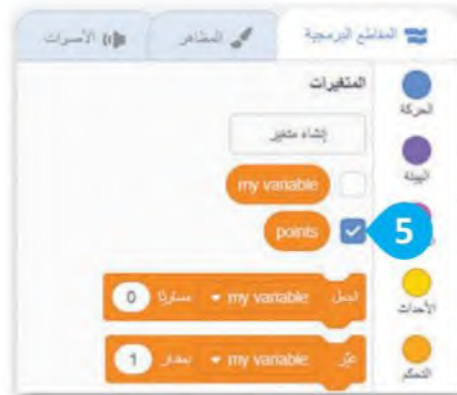 المقاطع البرمجية
المظاهر
الأصوات
المتغيرات
إنشاء متغير
my variable
points
5
اجعل my variable مساويًا 0
غيّر my variable بمقدار 1
الحركة
الهيئة
الأحداث
التحكم